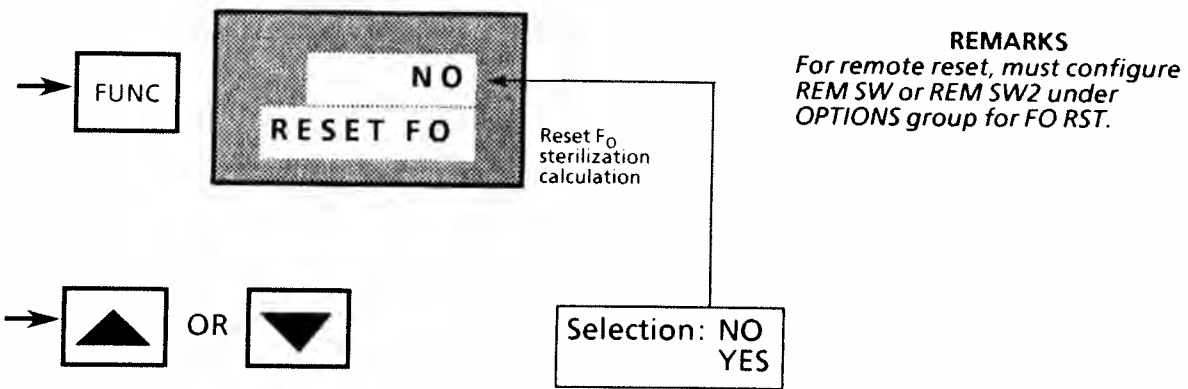 FUNC
NO
RESET FO
Reset FO
sterilization
calculation
REMARKS
For remote reset, must configure
REM SW or REM SW2 under
OPTIONS group for FO RST.
OR
Selection: NO
YES